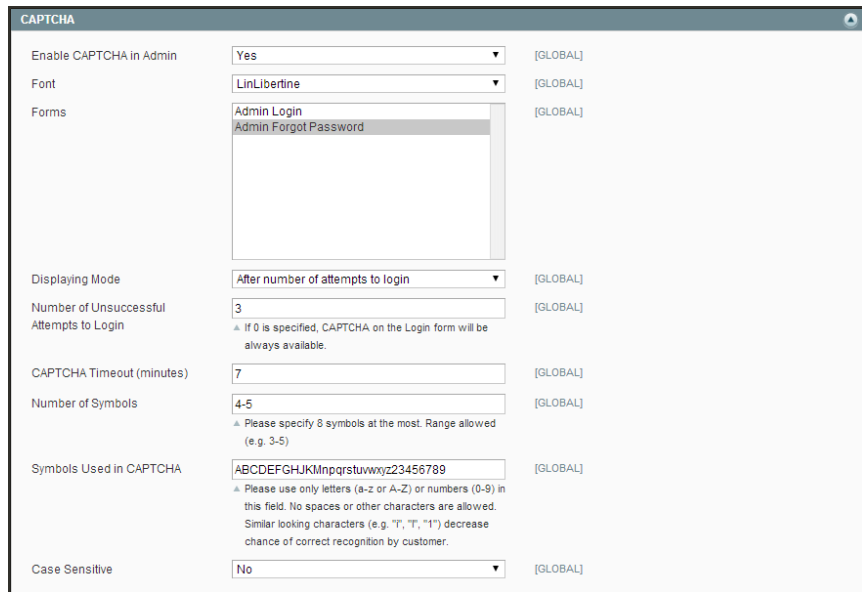 CAPTCHA
Enable CAPTCHA in Admin Yes [GLOBAL]
Font LinLibertine [GLOBAL]
Forms Admin Login [GLOBAL]
Admin Forgot Password
Displaying Mode After number of attempts to login [GLOBAL]
Number of Unsuccessful 3 [GLOBAL]
Attempts to Login
If 0 is specified, CAPTCHA on the Login form will be
always available.
CAPTCHA Timeout (minutes) 7 [GLOBAL]
Number of Symbols 4-5 [GLOBAL]
Please specify 8 symbols at the most. Range allowed
(e.g. 3-5)
Symbols Used in CAPTCHA ABCDEFGHJKMnpqrstuvwxyz23456789 [GLOBAL]
Please use only letters (a-z or A-Z) or numbers (0-9) in
this field. No spaces or other characters are allowed.
Similar looking characters (e.g. "i", "l", "1") decrease
chance of correct recognition by customer.
Case Sensitive No [GLOBAL]